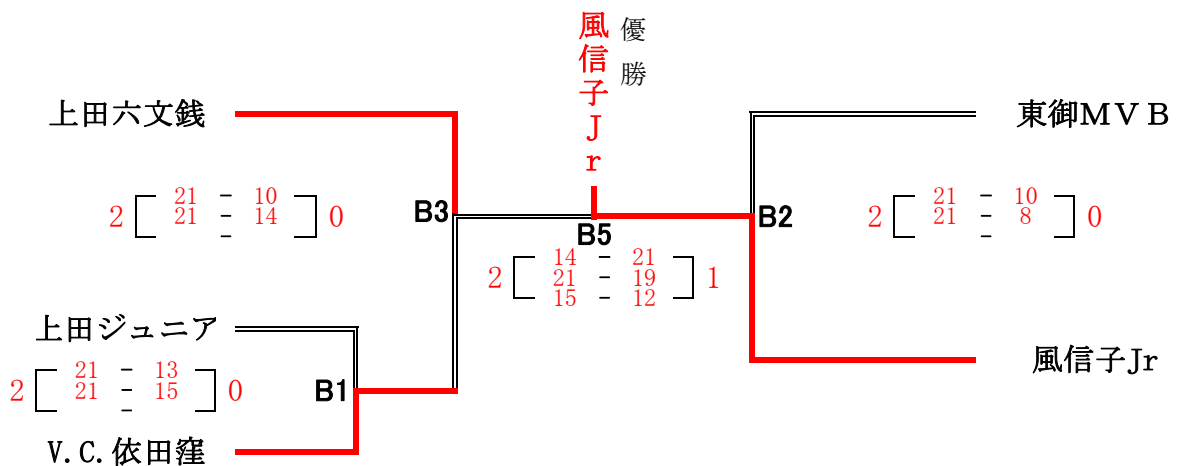 風信子Jr
優勝
上田六文銭
東御MVB
2 21 - 10 0
21 - 14
-
B3
B2
2 21 - 10 0
21 - 8
-
B5
2 14 - 21 1
21 - 19
15 - 12
上田ジュニア
風信子Jr
2 21 - 13 0
21 - 15
-
B1
V.C.依田窪